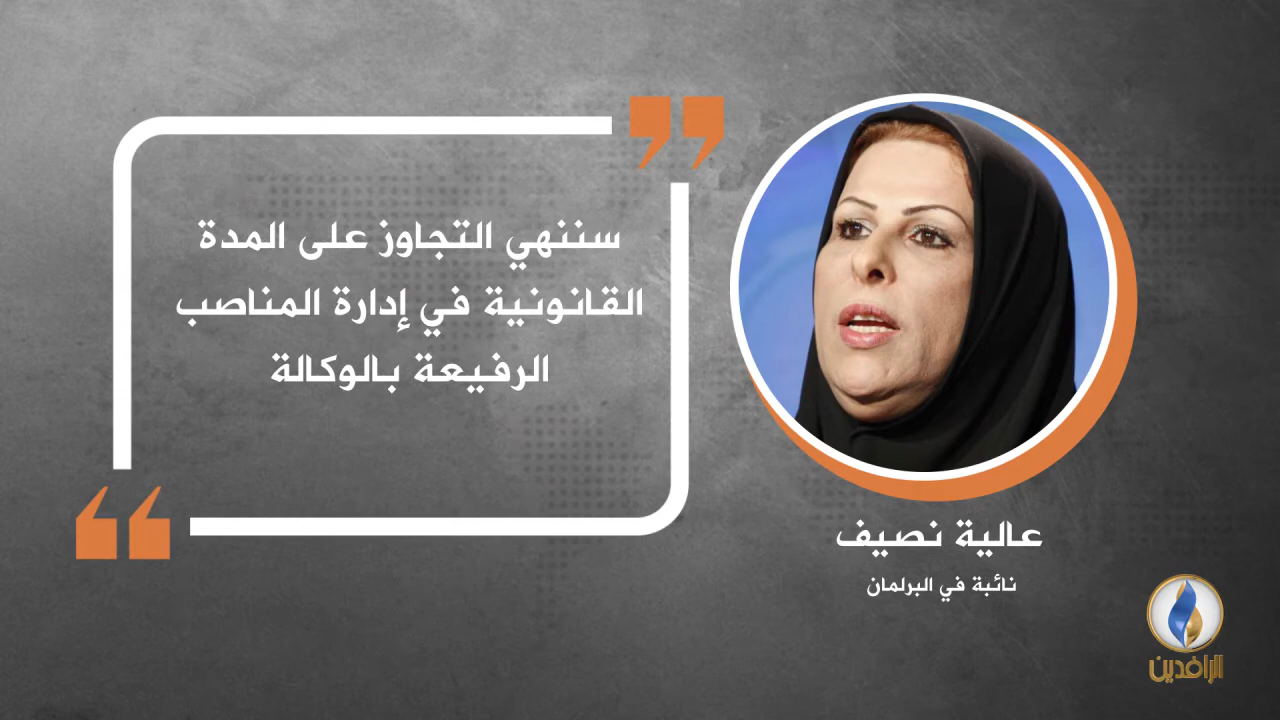 سننهي التجاوز على المدة
القانونية في إدارة المناصب
الرفيعة بالوكالة
عالية نصيف
نائبة في البرلمان
الرافدين